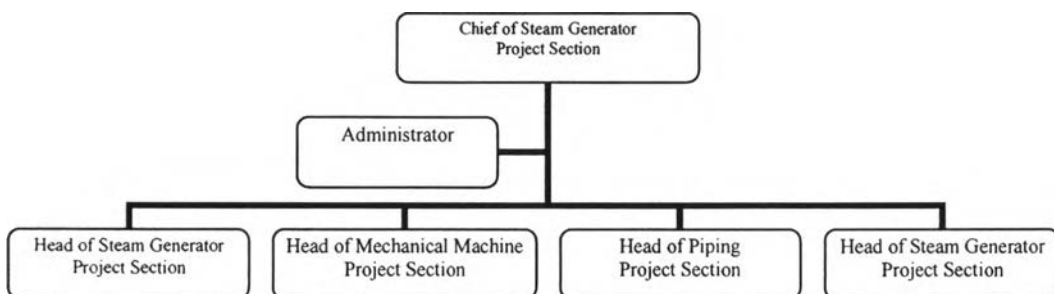 Chief of Steam Generator
Project Section
Administrator
Head of Steam Generator
Project Section
Head of Mechanical Machine
Project Section
Head of Piping
Project Section
Head of Steam Generator
Project Section